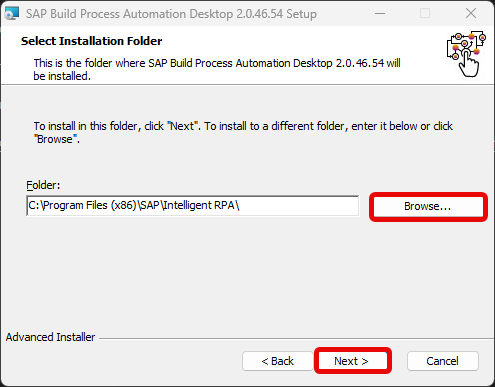 SAP Build Process Automation Desktop 2.0.46.54 Setup
Select Installation Folder
This is the folder where SAP Build Process Automation Desktop 2.0.46.54 will
be installed.
To install in this folder, click "Next". To install to a different folder, enter it below or click
"Browse".
Folder:
C:\Program Files (x86)\SAP\Intelligent RPA\
Browse...
Advanced Installer
< Back
Next >
Cancel